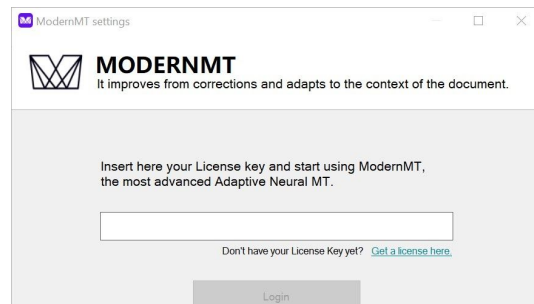 ModernMT settings
MODERNMT
It improves from corrections and adapts to the context of the document.
Insert here your License key and start using ModernMT,
the most advanced Adaptive Neural MT.
Don't have your License Key yet? Get a license here.
Login